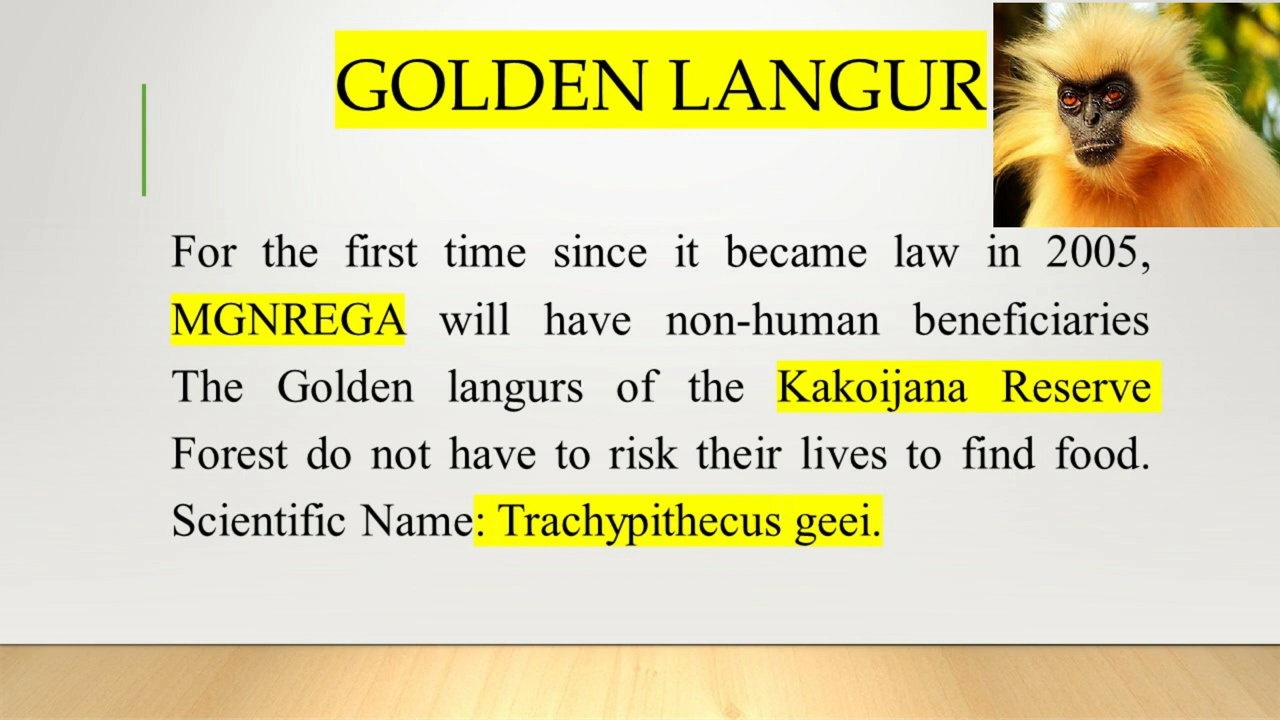 GOLDEN LANGUR
For the first time since it became law in 2005,
MGNREGA will have non-human beneficiaries
The Golden langurs of the Kakoijana Reserve
Forest do not have to risk their lives to find food.
Scientific Name: Trachypithecus geei.